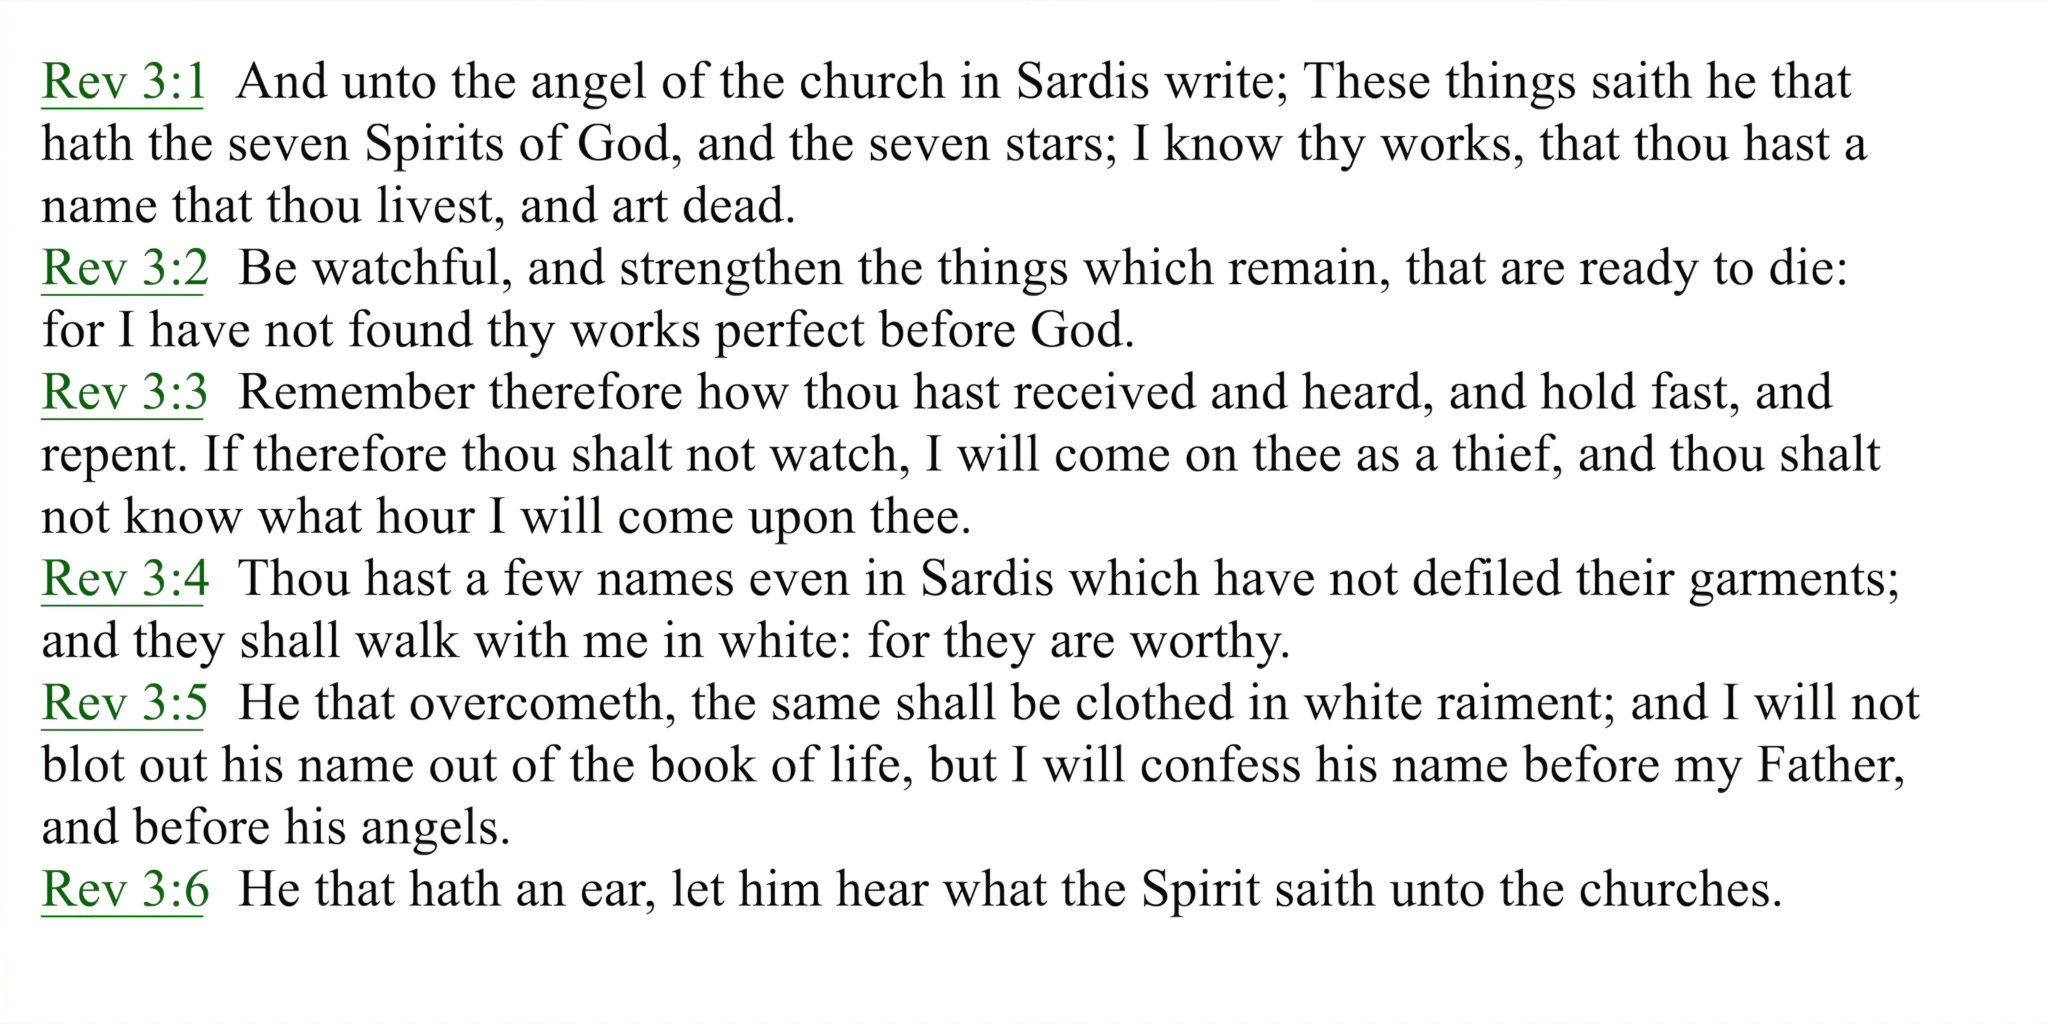 Rev 3:1 And unto the angel of the church in Sardis write; These things saith he that
hath the seven Spirits of God, and the seven stars; I know thy works, that thou hast a
name that thou livest, and art dead.
Rev 3:2 Be watchful, and strengthen the things which remain, that are ready to die:
for I have not found thy works perfect before God.
Rev 3:3 Remember therefore how thou hast received and heard, and hold fast, and
repent. If therefore thou shalt not watch, I will come on thee as a thief, and thou shalt
not know what hour I will come upon thee.
Rev 3:4 Thou hast a few names even in Sardis which have not defiled their garments;
and they shall walk with me in white: for they are worthy.
Rev 3:5 He that overcometh, the same shall be clothed in white raiment; and I will not
blot out his name out of the book of life, but I will confess his name before my Father,
and before his angels.
Rev 3:6 He that hath an ear, let him hear what the Spirit saith unto the churches.